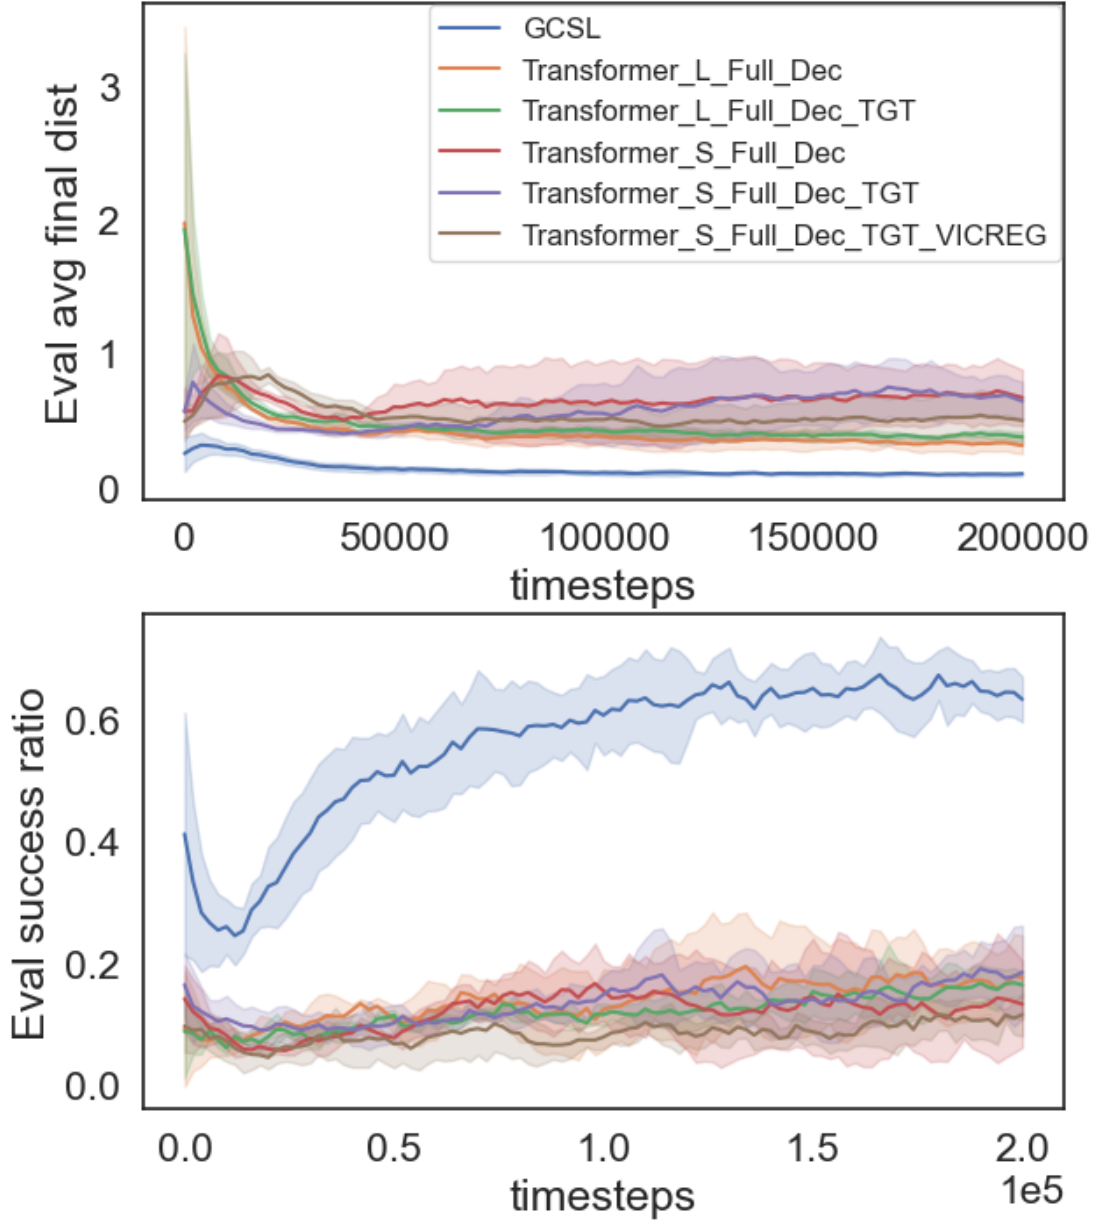 GCSL
Transformer_L_Full_Dec
Transformer_L_Full_Dec_TGT
Transformer_S_Full_Dec
Transformer_S_Full_Dec_TGT
Transformer_S_Full_Dec_TGT_VICREG
Eval avg final dist
3
2
1
0
0 50000 100000 150000 200000
timesteps
Eval success ratio
0.6
0.4
0.2
0.0
0.0 0.5 1.0 1.5 2.0
1e5
timesteps